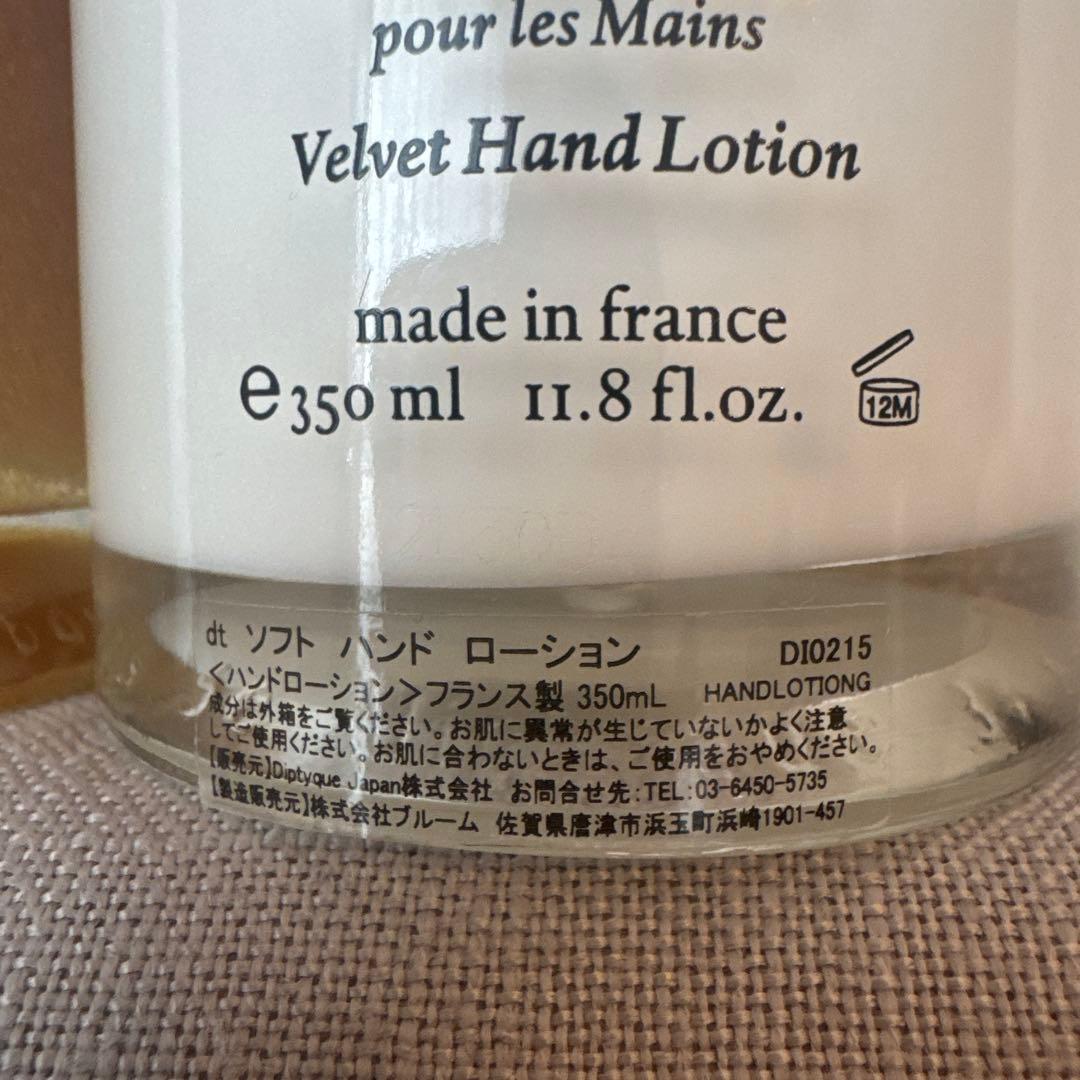 pour les Mains
Velvet Hand Lotion
made in france
e 350 ml 11.8 fl.oz.
12M
dt ソフト ハンド ローション DI0215
<ハンドローション>フランス製 350mL HANDLOTIONG
成分は外箱をご覧ください。お肌に異常が生じていないかよく注意
してご使用ください。お肌に合わないときは、ご使用をおやめください。
【販売元】Diptyque Japan株式会社 お問合せ先:TEL:03-6450-5735
【製造販売元】株式会社ブルーム 佐賀県唐津市浜玉町浜崎1901-457